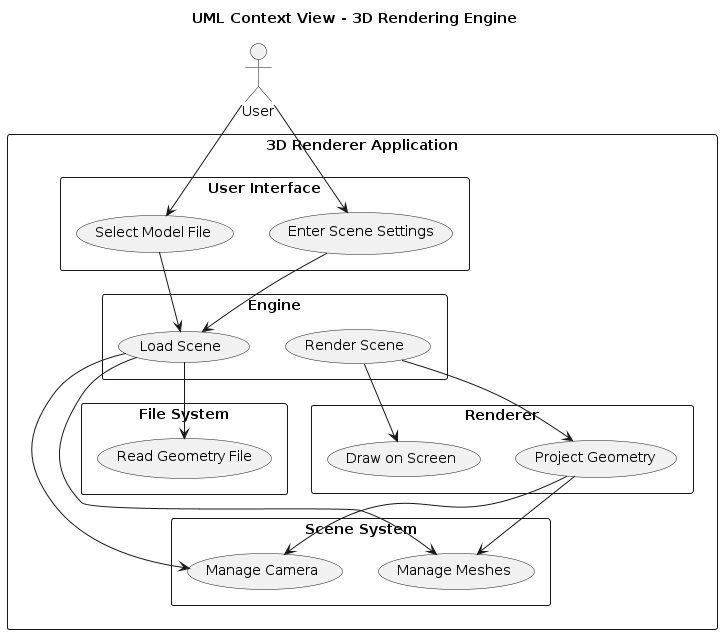 UML Context View - 3D Rendering Engine
User
3D Renderer Application
User Interface
Select Model File
Enter Scene Settings
Engine
Load Scene
Render Scene
File System
Read Geometry File
Renderer
Draw on Screen
Project Geometry
Scene System
Manage Camera
Manage Meshes